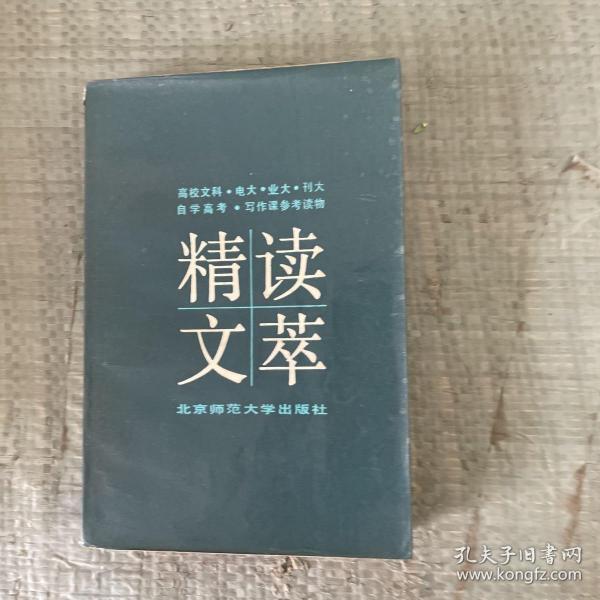 高校文科•电大•业大•刊大
自学高考•写作课参考读物
精读
文萃
北京师范大学出版社
孔夫子旧书网
www.kongfz.com